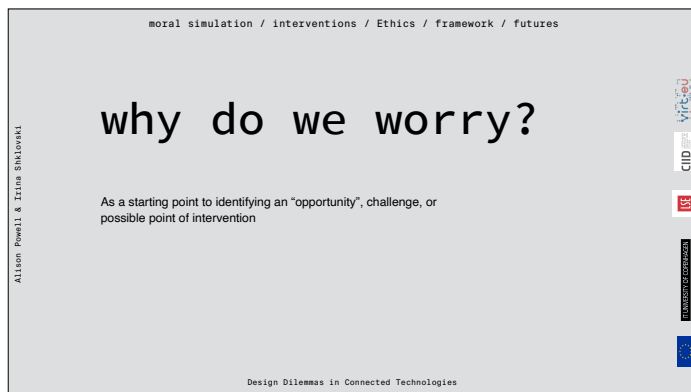 moral simulation / interventions / Ethics / framework / futures
why do we worry?
As a starting point to identifying an “opportunity”, challenge, or
possible point of intervention
Alison Powell & Irina Shklovski
virt·eu
CIID
LSE
IT UNIVERSITY OF COPENHAGEN
Design Dilemmas in Connected Technologies